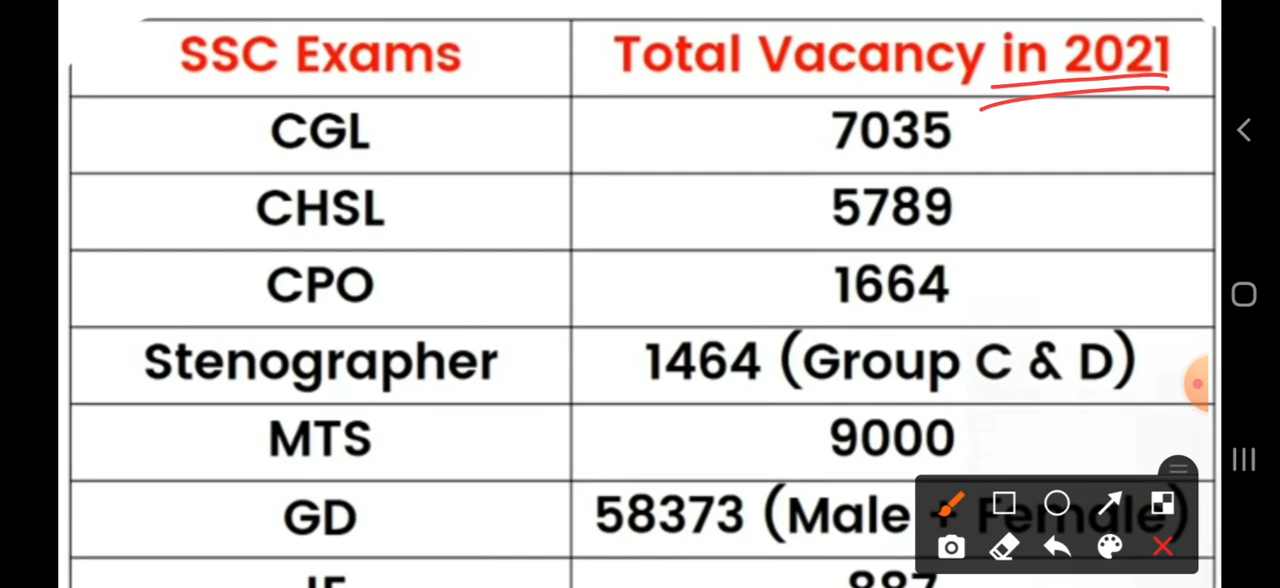 SSC Exams Total Vacancy in 2021
CGL 7035
CHSL 5789
CPO 1664
Stenographer 1464 (Group C & D)
MTS 9000
GD 58373 (Male + Female)